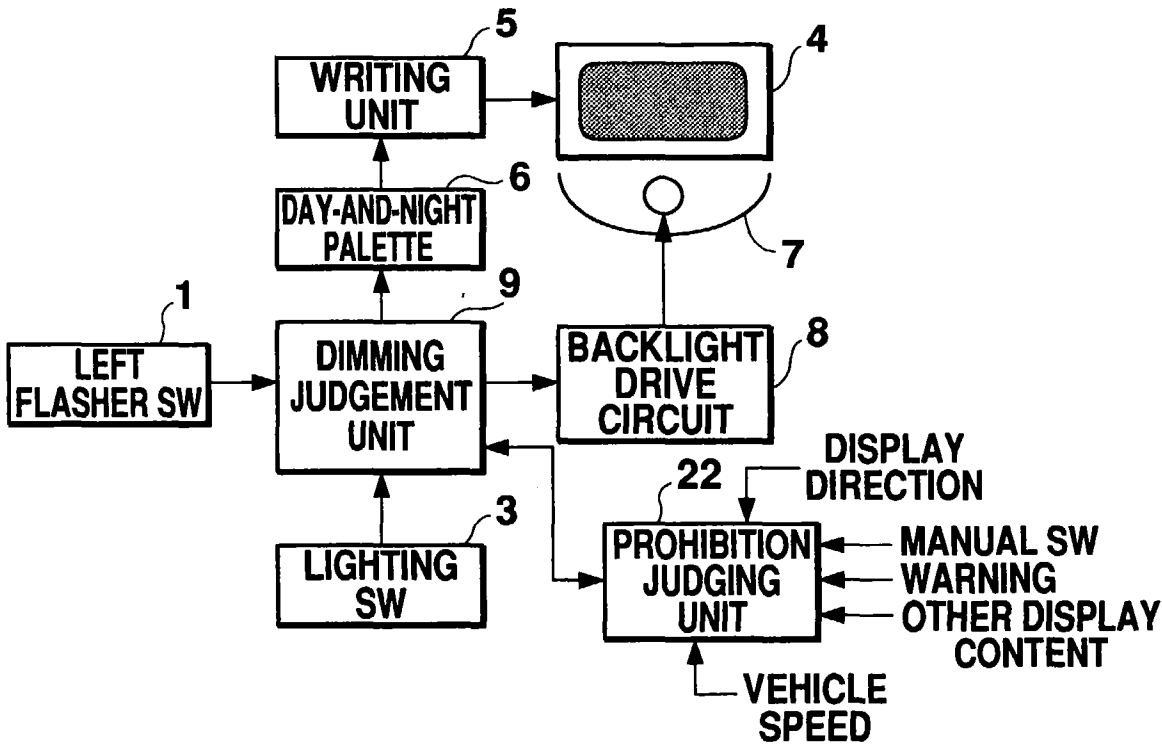 5
WRITING
UNIT
4
6
DAY-AND-NIGHT
PALETTE
7
1
LEFT
FLASHER SW
9
DIMMING
JUDGEMENT
UNIT
8
BACKLIGHT
DRIVE
CIRCUIT
3
LIGHTING
SW
22
PROHIBITION
JUDGING
UNIT
DISPLAY
DIRECTION
MANUAL SW
WARNING
OTHER DISPLAY
CONTENT
VEHICLE
SPEED